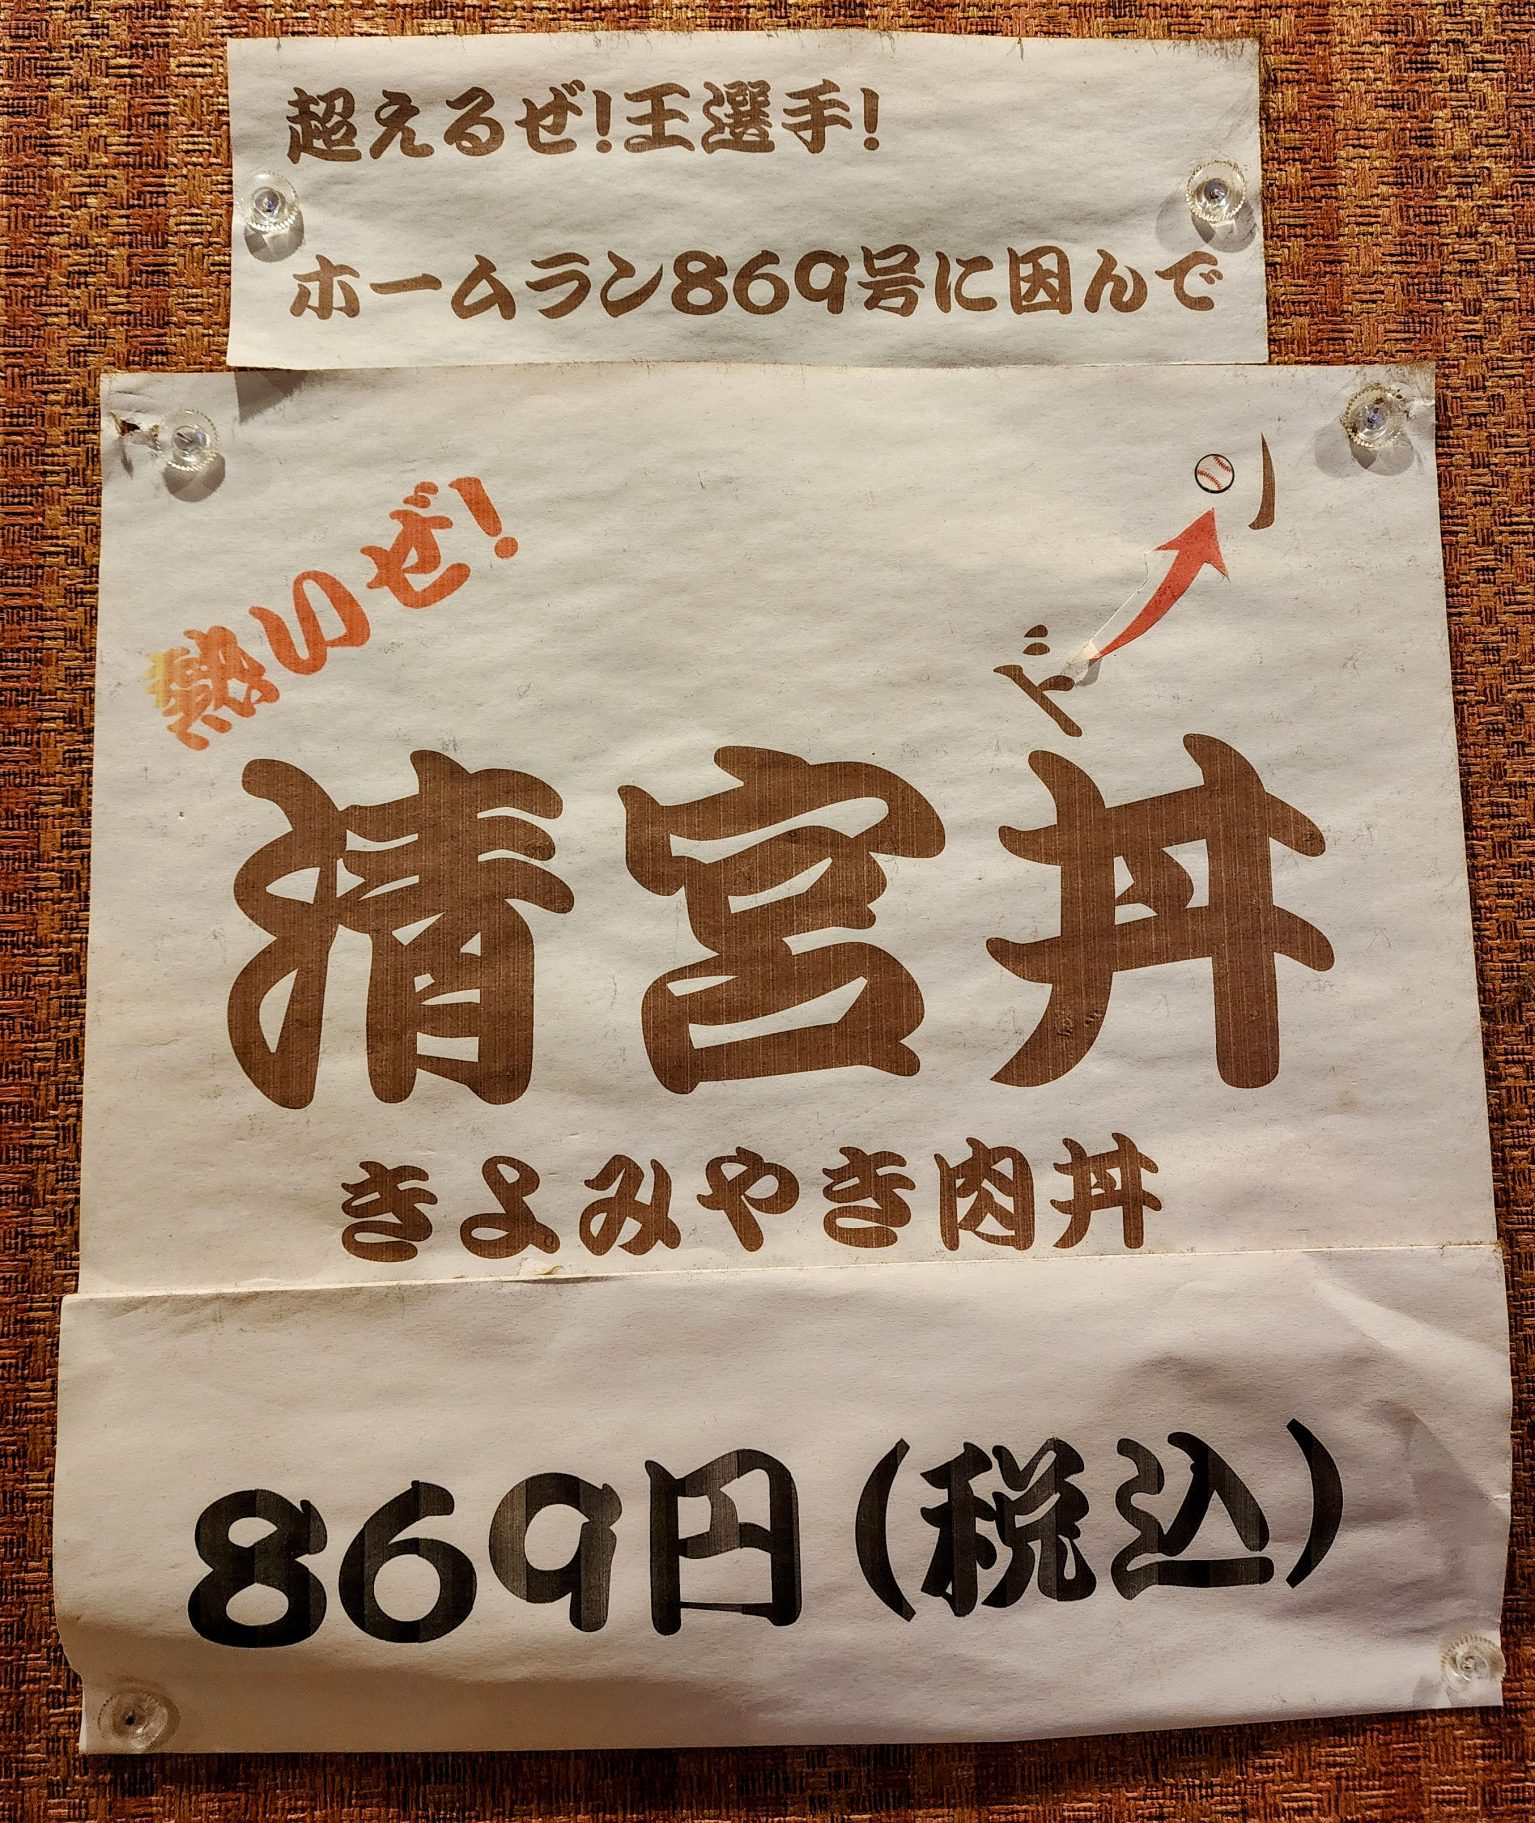 超えるぜ!王選手!
ホームラン869号に因んで
熱いぜ!
ドン
清宮丼
きよみやき肉丼
869円(税込)